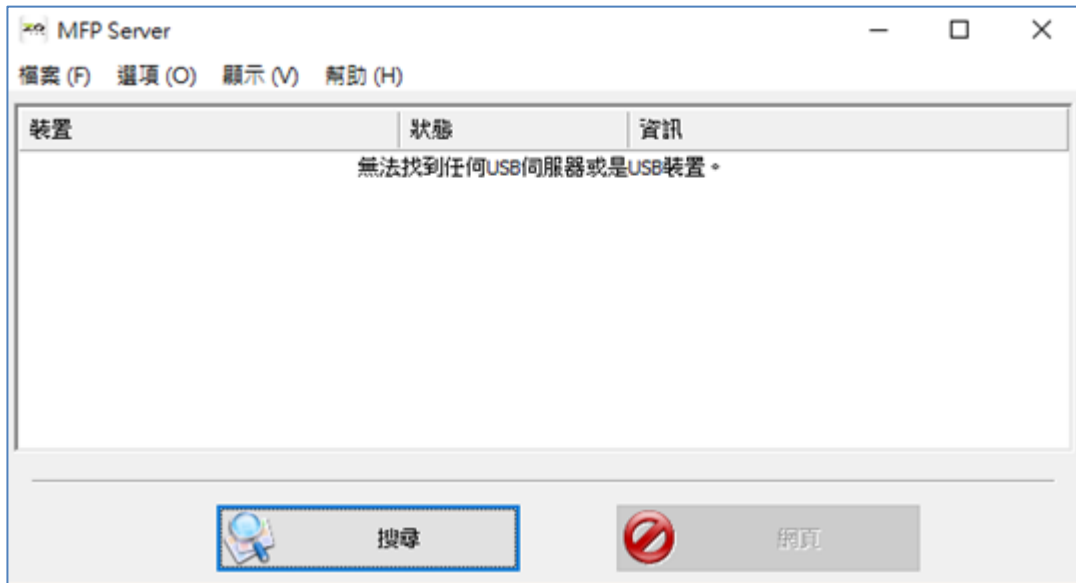 MFP Server
檔案 (F) 選項 (O) 顯示 (V) 幫助 (H)
裝置 狀態 資訊
無法找到任何USB伺服器或是USB裝置。
搜尋 網頁